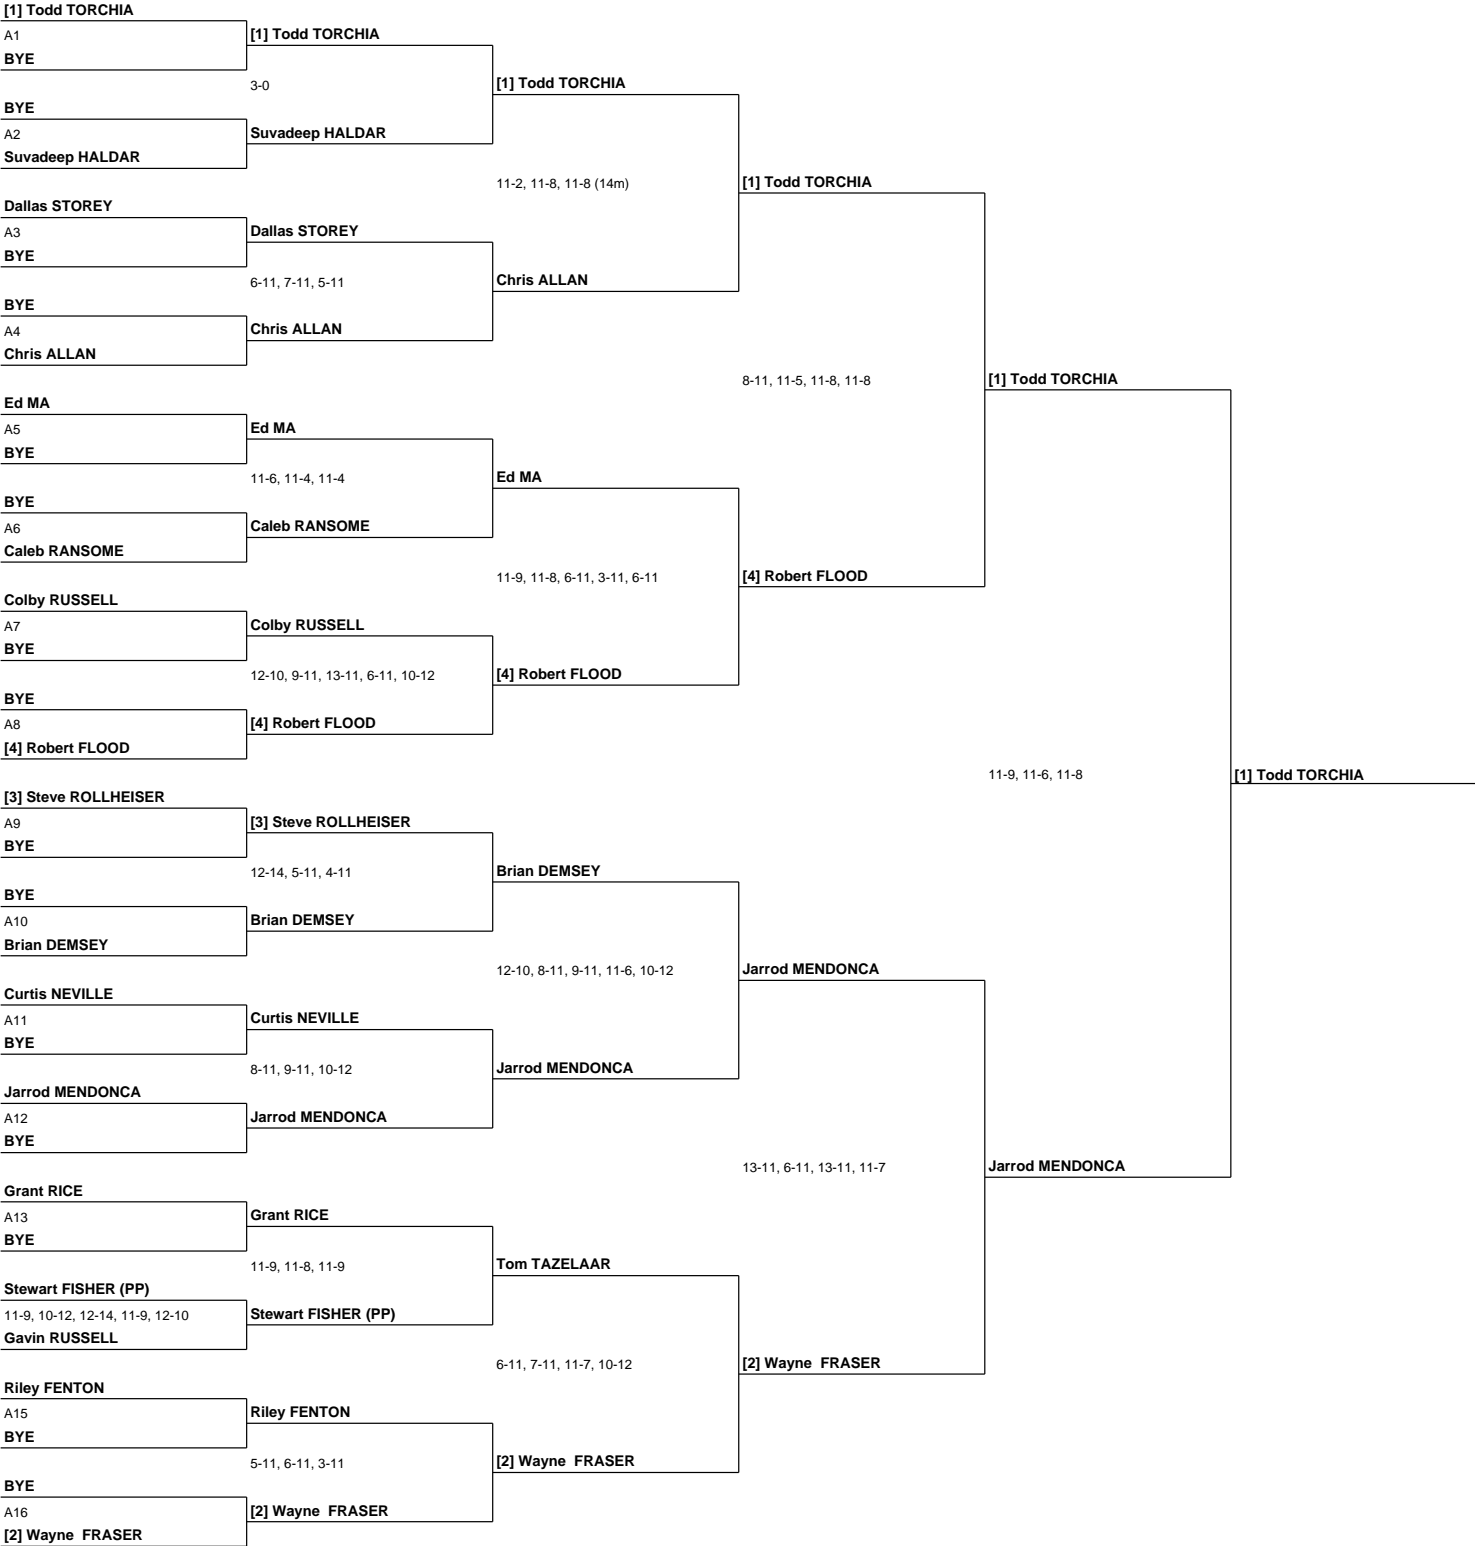 [1] Todd TORCHIA
A1
BYE
BYE
A2
Suvadeep HALDAR
Dallas STOREY
A3
BYE
BYE
A4
Chris ALLAN
Ed MA
A5
BYE
BYE
A6
Caleb RANSOME
Colby RUSSELL
A7
BYE
BYE
A8
[4] Robert FLOOD
[3] Steve ROLLHEISER
A9
BYE
BYE
A10
Brian DEMSEY
Curtis NEVILLE
A11
BYE
Jarrod MENDONCA
A12
BYE
Grant RICE
A13
BYE
Stewart FISHER (PP)
11-9, 10-12, 12-14, 11-9, 12-10
Gavin RUSSELL
Riley FENTON
A15
BYE
BYE
A16
[2] Wayne  FRASER
[1] Todd TORCHIA
3-0
Suvadeep HALDAR
Dallas STOREY
6-11, 7-11, 5-11
Chris ALLAN
Ed MA
11-6, 11-4, 11-4
Caleb RANSOME
Colby RUSSELL
12-10, 9-11, 13-11, 6-11, 10-12
[4] Robert FLOOD
[3] Steve ROLLHEISER
12-14, 5-11, 4-11
Brian DEMSEY
Curtis NEVILLE
8-11, 9-11, 10-12
Jarrod MENDONCA
Grant RICE
11-9, 11-8, 11-9
Stewart FISHER (PP)
Riley FENTON
5-11, 6-11, 3-11
[2] Wayne  FRASER
[1] Todd TORCHIA
11-2, 11-8, 11-8 (14m)
Chris ALLAN
Ed MA
11-9, 11-8, 6-11, 3-11, 6-11
[4] Robert FLOOD
Brian DEMSEY
12-10, 8-11, 9-11, 11-6, 10-12
Jarrod MENDONCA
Tom TAZELAAR
6-11, 7-11, 11-7, 10-12
[2] Wayne  FRASER
[1] Todd TORCHIA
8-11, 11-5, 11-8, 11-8
[4] Robert FLOOD
Jarrod MENDONCA
13-11, 6-11, 13-11, 11-7
[2] Wayne  FRASER
[1] Todd TORCHIA
11-9, 11-6, 11-8
Jarrod MENDONCA
[1] Todd TORCHIA